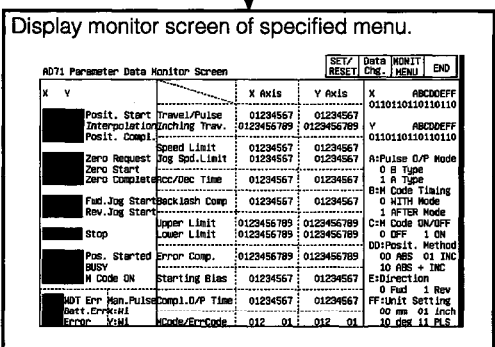 Display monitor screen of specified menu.
AD71 Parameter Data Monitor Screen
SET/ RESET
Data Chg.
MONIT MENU
END
X Y
X Axis
Y Axis
X ABCDDEFF
0110110110110110
Posit. Start Travel/Pulse 01234567 01234567
Interpolation Inching Trav. 0123456789 0123456789
Y ABCDDEFF
Posit. Compl.
0110110110110110
Speed Limit 01234567 01234567
Zero Request Jog Spd.Limit 01234567 01234567
A:Pulse O/P Mode
Zero Start
0 B Type
Zero Complete Acc/Dec Time 01234567 01234567
1 A Type
B:M Code Timing
Fwd.Jog Start Backlash Comp 01234567 01234567
0 WITH Mode
Rev.Jog Start
1 AFTER Mode
Upper Limit 0123456789 0123456789
C:M Code ON/OFF
Stop Lower Limit 0123456789 0123456789
0 OFF 1 ON
DD:Posit. Method
Pos. Started Error Comp. 01234567 01234567
00 ABS 01 INC
BUSY
10 ABS + INC
M Code ON Starting Bias 01234567 01234567
E:Direction
0 Fwd 1 Rev
WDT Err Man.Pulse Compl.O/P Time 01234567 01234567
FF:Unit Setting
Batt.Err X:W1
00 mm 01 inch
Error Y:W1 MCode/ErrCode 012 01 012 01
10 deg 11 PLS